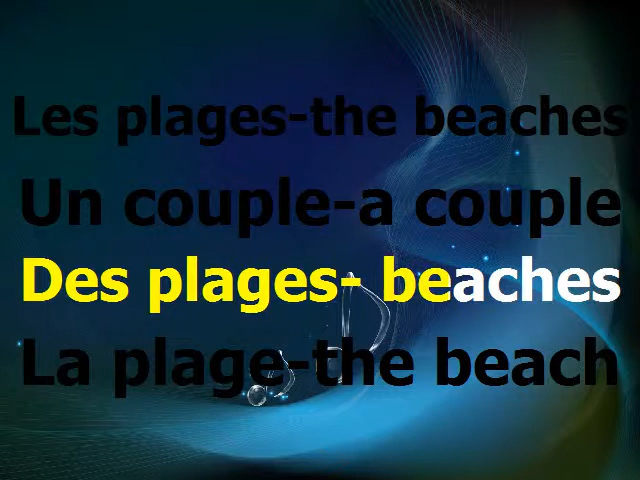 Les plages-the beaches
Un couple-a couple
Des plages- beaches
La plage-the beach